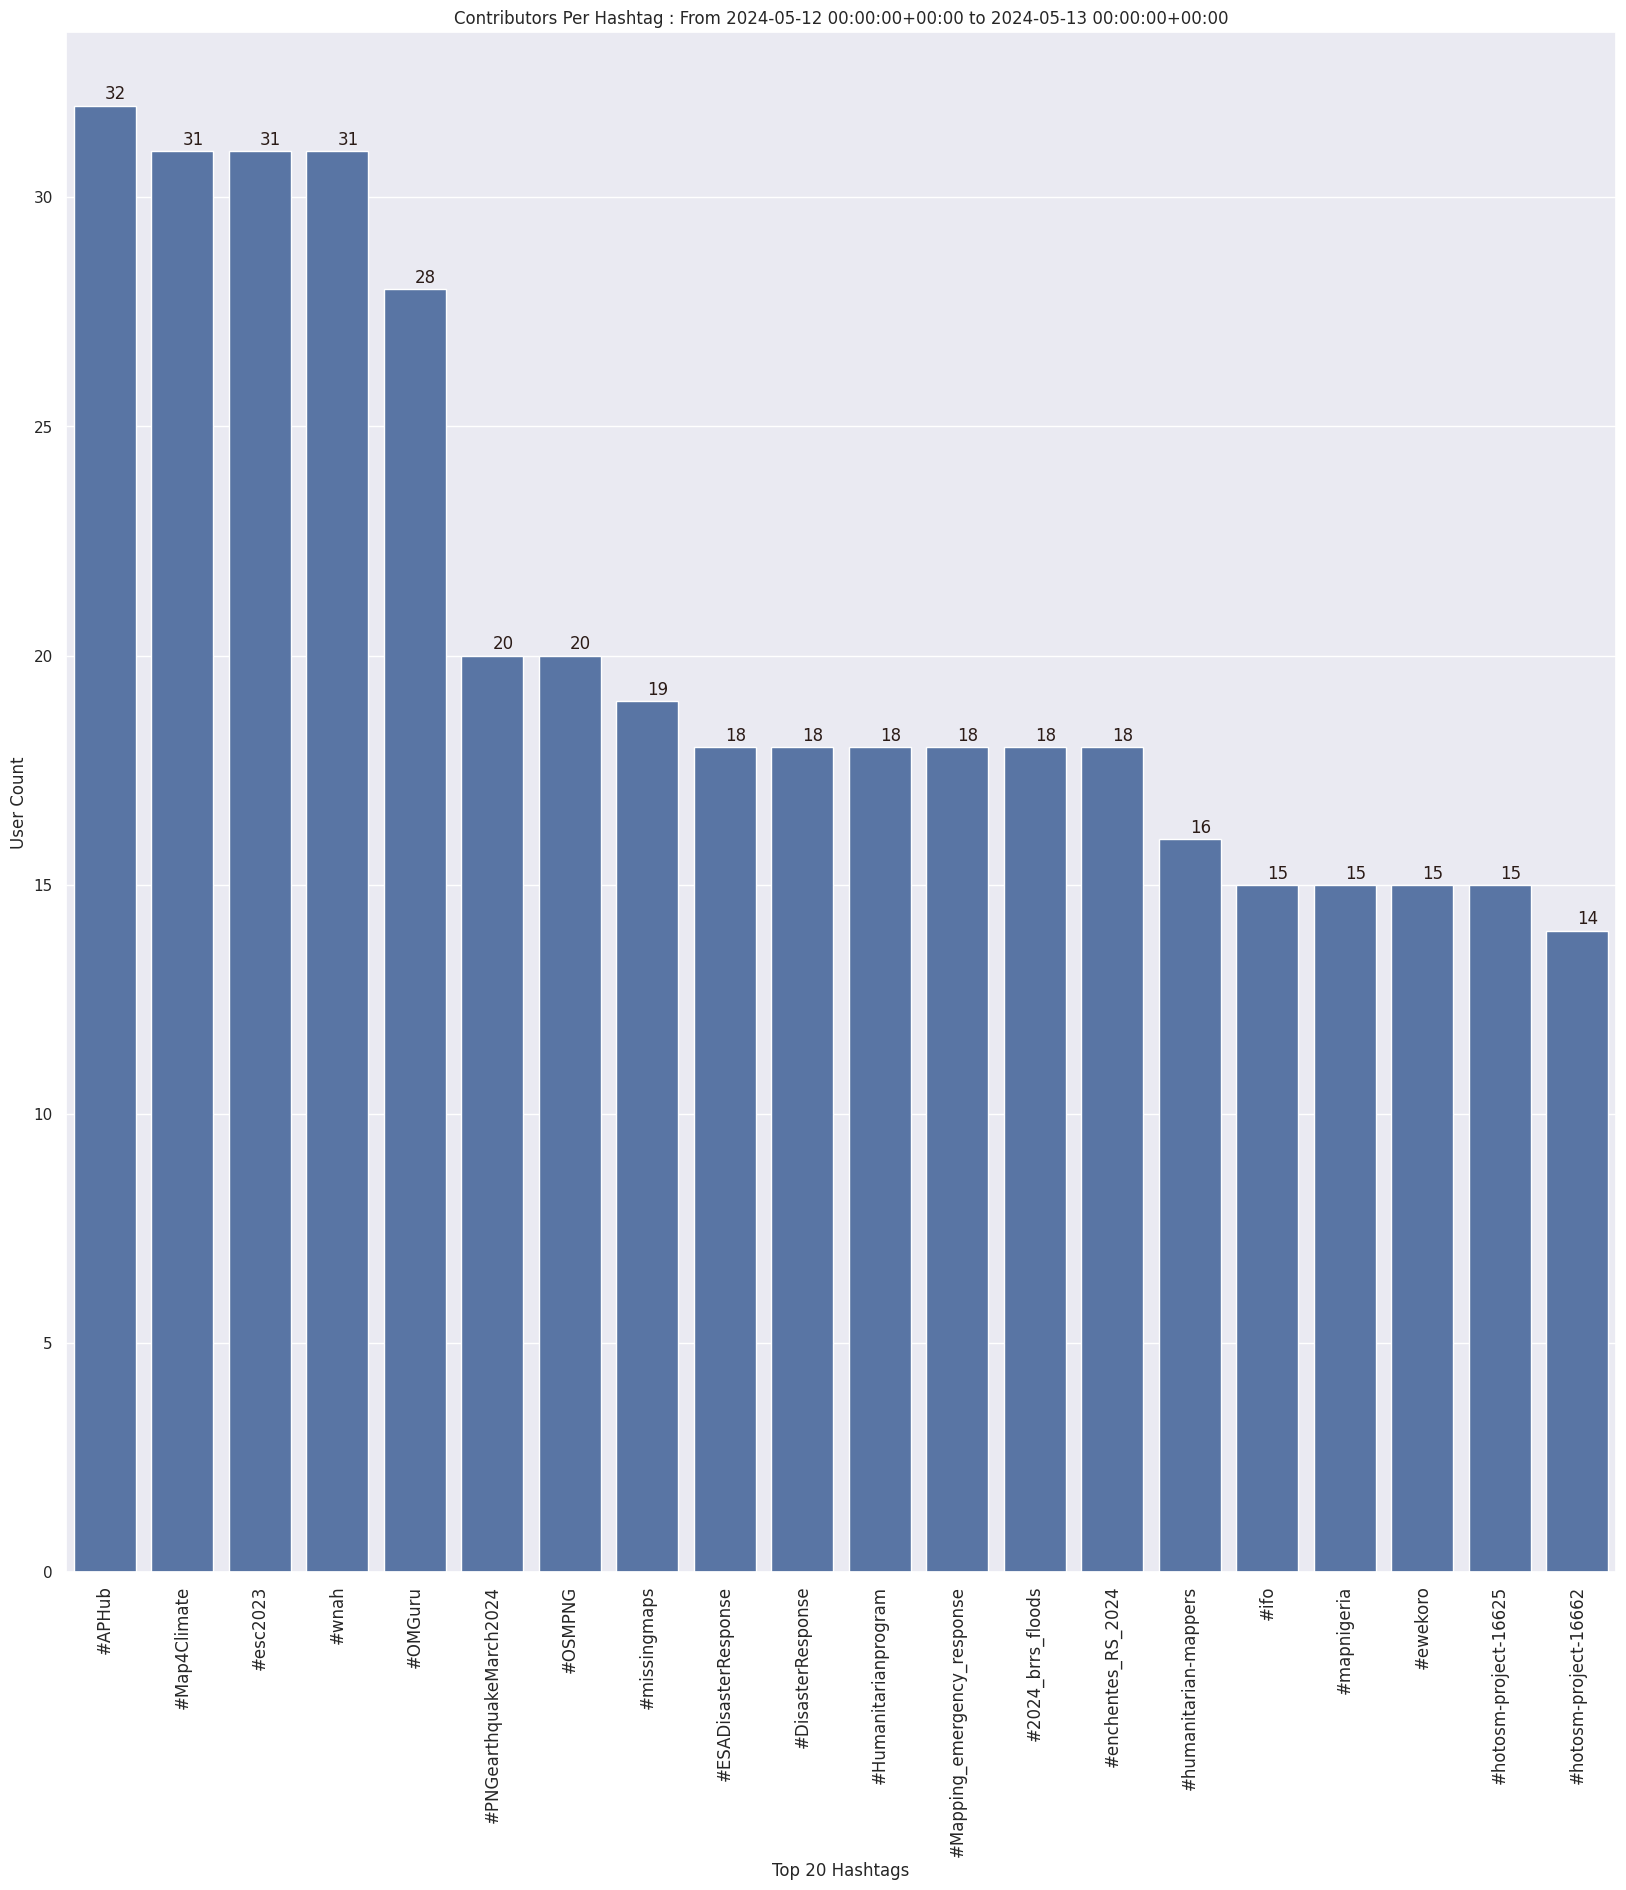 Contributors Per Hashtag : From 2024-05-12 00:00:00+00:00 to 2024-05-13 00:00:00+00:00
32
31
31
31
28
20
20
19
18
18
18
18
18
18
16
15
15
15
15
14
30
25
20
15
10
5
0
User Count
#APHub
#Map4Climate
#esc2023
#wnah
#OMGuru
#PNGearthquakeMarch2024
#OSMPNG
#missingmaps
#ESADisasterResponse
#DisasterResponse
#Humanitarianprogram
#Mapping_emergency_response
#2024_brrs_floods
#enchentes_RS_2024
#humanitarian-mappers
#ifo
#mapnigeria
#ewekoro
#hotosm-project-16625
#hotosm-project-16662
Top 20 Hashtags